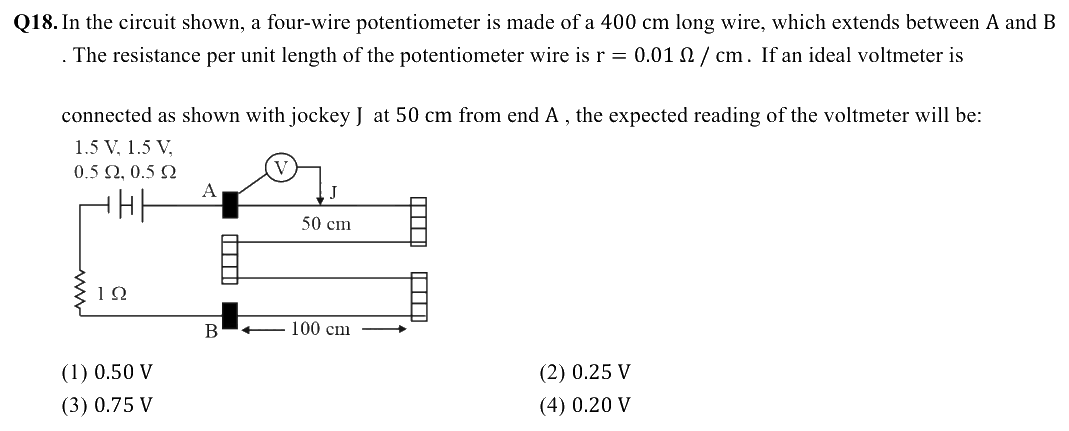 Q18. In the circuit shown, a four-wire potentiometer is made of a 400 cm long wire, which extends between A and B
. The resistance per unit length of the potentiometer wire is r = 0.01 Ω / cm. If an ideal voltmeter is
connected as shown with jockey J at 50 cm from end A , the expected reading of the voltmeter will be:
1.5 V, 1.5 V,
0.5 Ω, 0.5 Ω
V
A
J
50 cm
1 Ω
B
100 cm
(1) 0.50 V
(2) 0.25 V
(3) 0.75 V
(4) 0.20 V